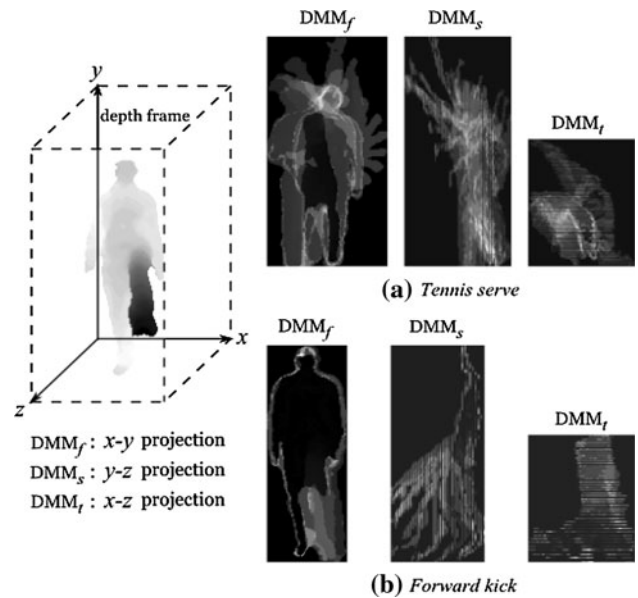 y
depth frame
x
z
DMM_f : x-y projection
DMM_s : y-z projection
DMM_t : x-z projection
DMM_f
DMM_s
DMM_t
(a) Tennis serve
DMM_f
DMM_s
DMM_t
(b) Forward kick